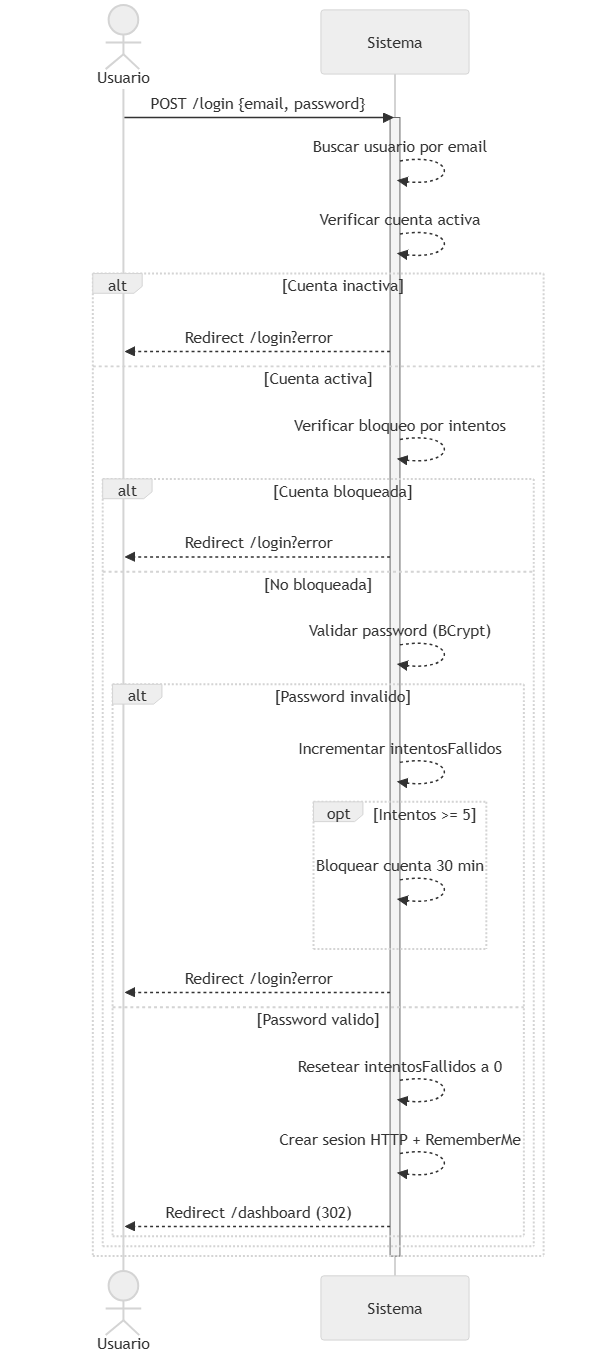 Sistema
Usuario
POST /login {email, password}
Buscar usuario por email
Verificar cuenta activa
alt
[Cuenta inactiva]
Redirect /login?error
[Cuenta activa]
Verificar bloqueo por intentos
alt
[Cuenta bloqueada]
Redirect /login?error
[No bloqueada]
Validar password (BCrypt)
alt
[Password invalido]
Incrementar intentosFallidos
opt
[Intentos >= 5]
Bloquear cuenta 30 min
Redirect /login?error
[Password valido]
Resetear intentosFallidos a 0
Crear sesion HTTP + RememberMe
Redirect /dashboard (302)
Sistema
Usuario